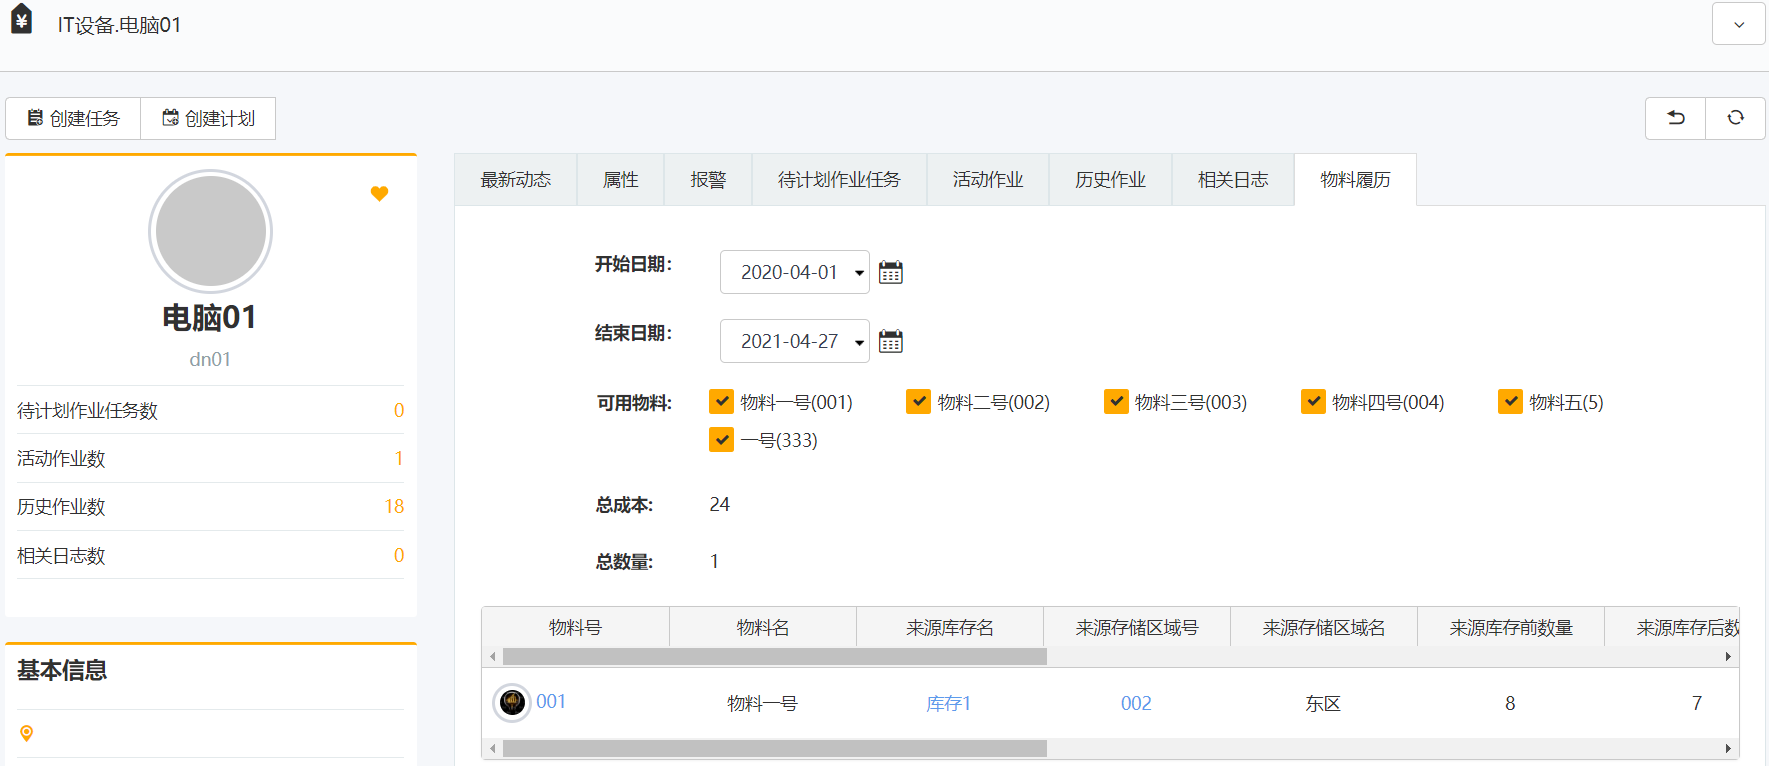 IT设备.电脑01
创建任务 创建计划
最新动态 属性 报警 待计划作业任务 活动作业 历史作业 相关日志 物料履历
电脑01
dn01
待计划作业任务数 0
活动作业数 1
历史作业数 18
相关日志数 0
基本信息
开始日期: 2020-04-01
结束日期: 2021-04-27
可用物料: 物料一号(001) 物料二号(002) 物料三号(003) 物料四号(004) 物料五(5)
一号(333)
总成本: 24
总数量: 1
物料号 物料名 来源库存名 来源存储区域号 来源存储区域名 来源库存前数量 来源库存后数
001 物料一号 库存1 002 东区 8 7